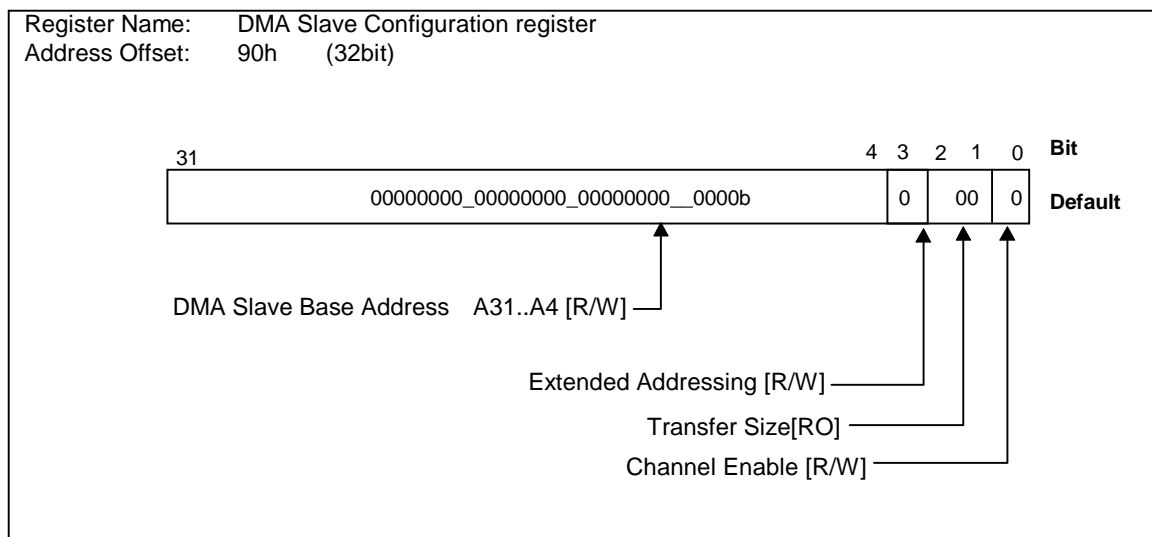 Register Name: DMA Slave Configuration register
Address Offset: 90h (32bit)
31 4 3 2 1 0 Bit
00000000_00000000_00000000__0000b 0 00 0 Default
DMA Slave Base Address A31..A4 [R/W]
Extended Addressing [R/W]
Transfer Size[RO]
Channel Enable [R/W]